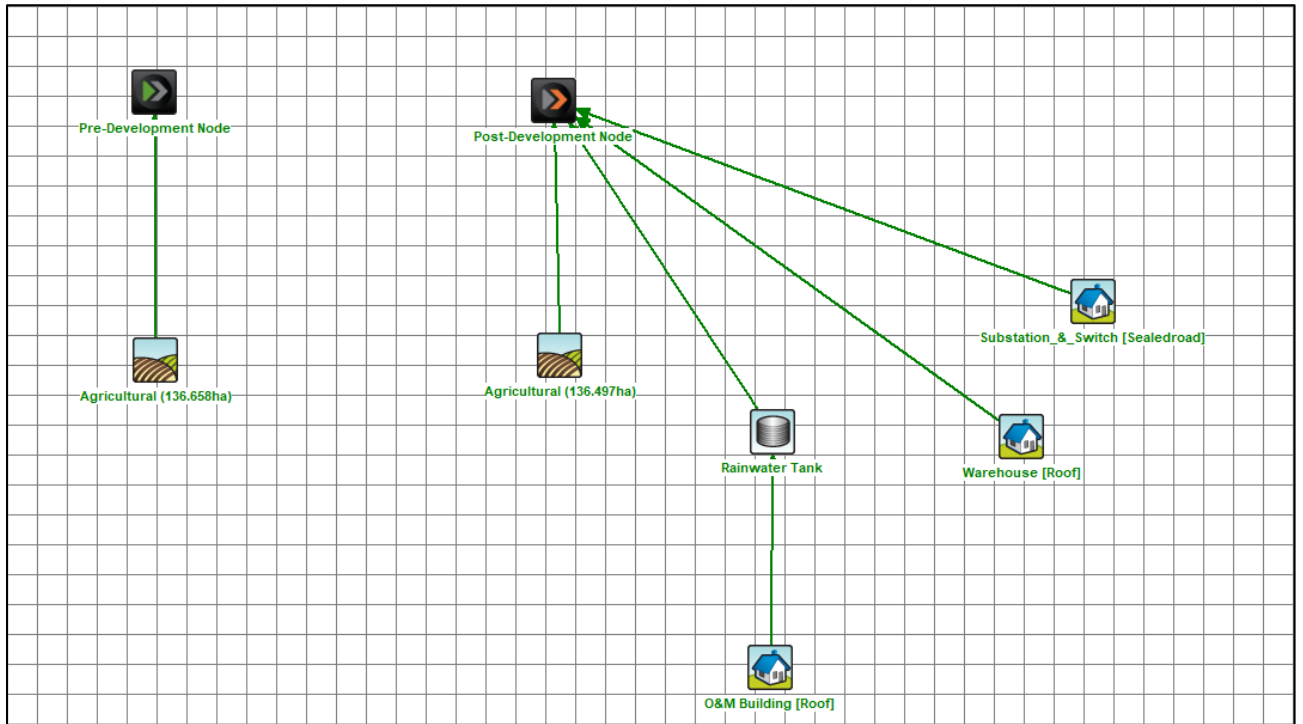 Pre-Development Node
Post-Development Node
Substation_&_Switch [Sealedroad]
Agricultural (136.658ha)
Agricultural (136.497ha)
Rainwater Tank
Warehouse [Roof]
O&M Building [Roof]